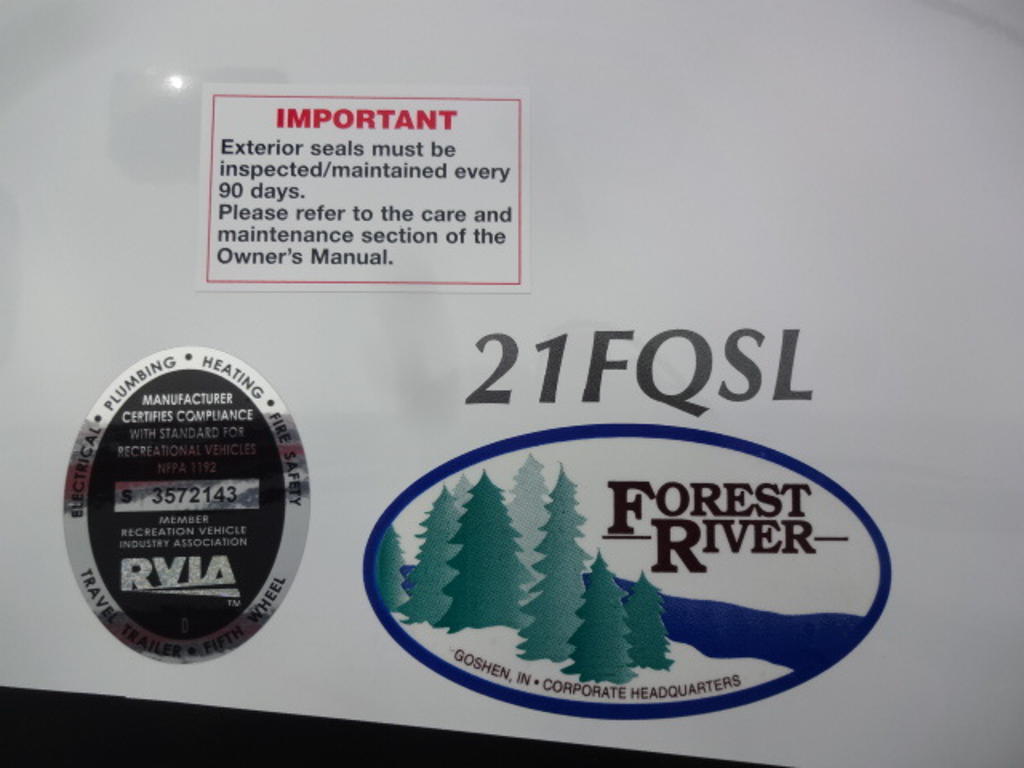 IMPORTANT
Exterior seals must be
inspected/maintained every
90 days.
Please refer to the care and
maintenance section of the
Owner's Manual.
21FQSL
ELECTRICAL • PLUMBING • HEATING • FIRE SAFETY
MANUFACTURER
CERTIFIES COMPLIANCE
WITH STANDARD FOR
RECREATIONAL VEHICLES
NFPA 1192
S 3572143
MEMBER
RECREATION VEHICLE
INDUSTRY ASSOCIATION
RVIA
TM
D
TRAVEL TRAILER • FIFTH WHEEL
FOREST
RIVER
GOSHEN, IN • CORPORATE HEADQUARTERS